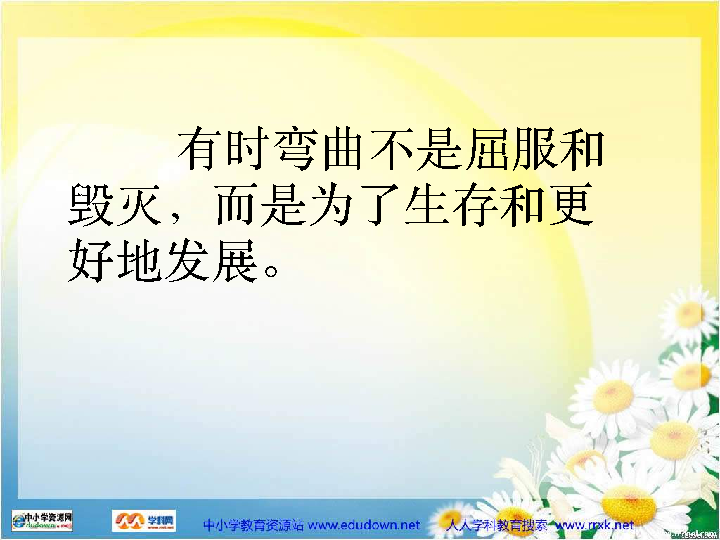 有时弯曲不是屈服和
毁灭，而是为了生存和更
好地发展。
中小学资源网
edudown.net
学科网
中小学教育资源站 www.edudown.net 人人学科教育搜索 www.rrxk.net